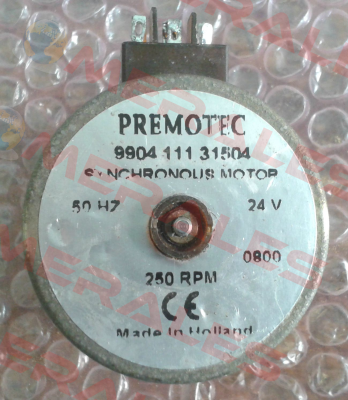 PREMOTEC
9904 111 31504
SYNCHRONOUS MOTOR
50 HZ 24 V
0800
250 RPM
CE
Made In Holland